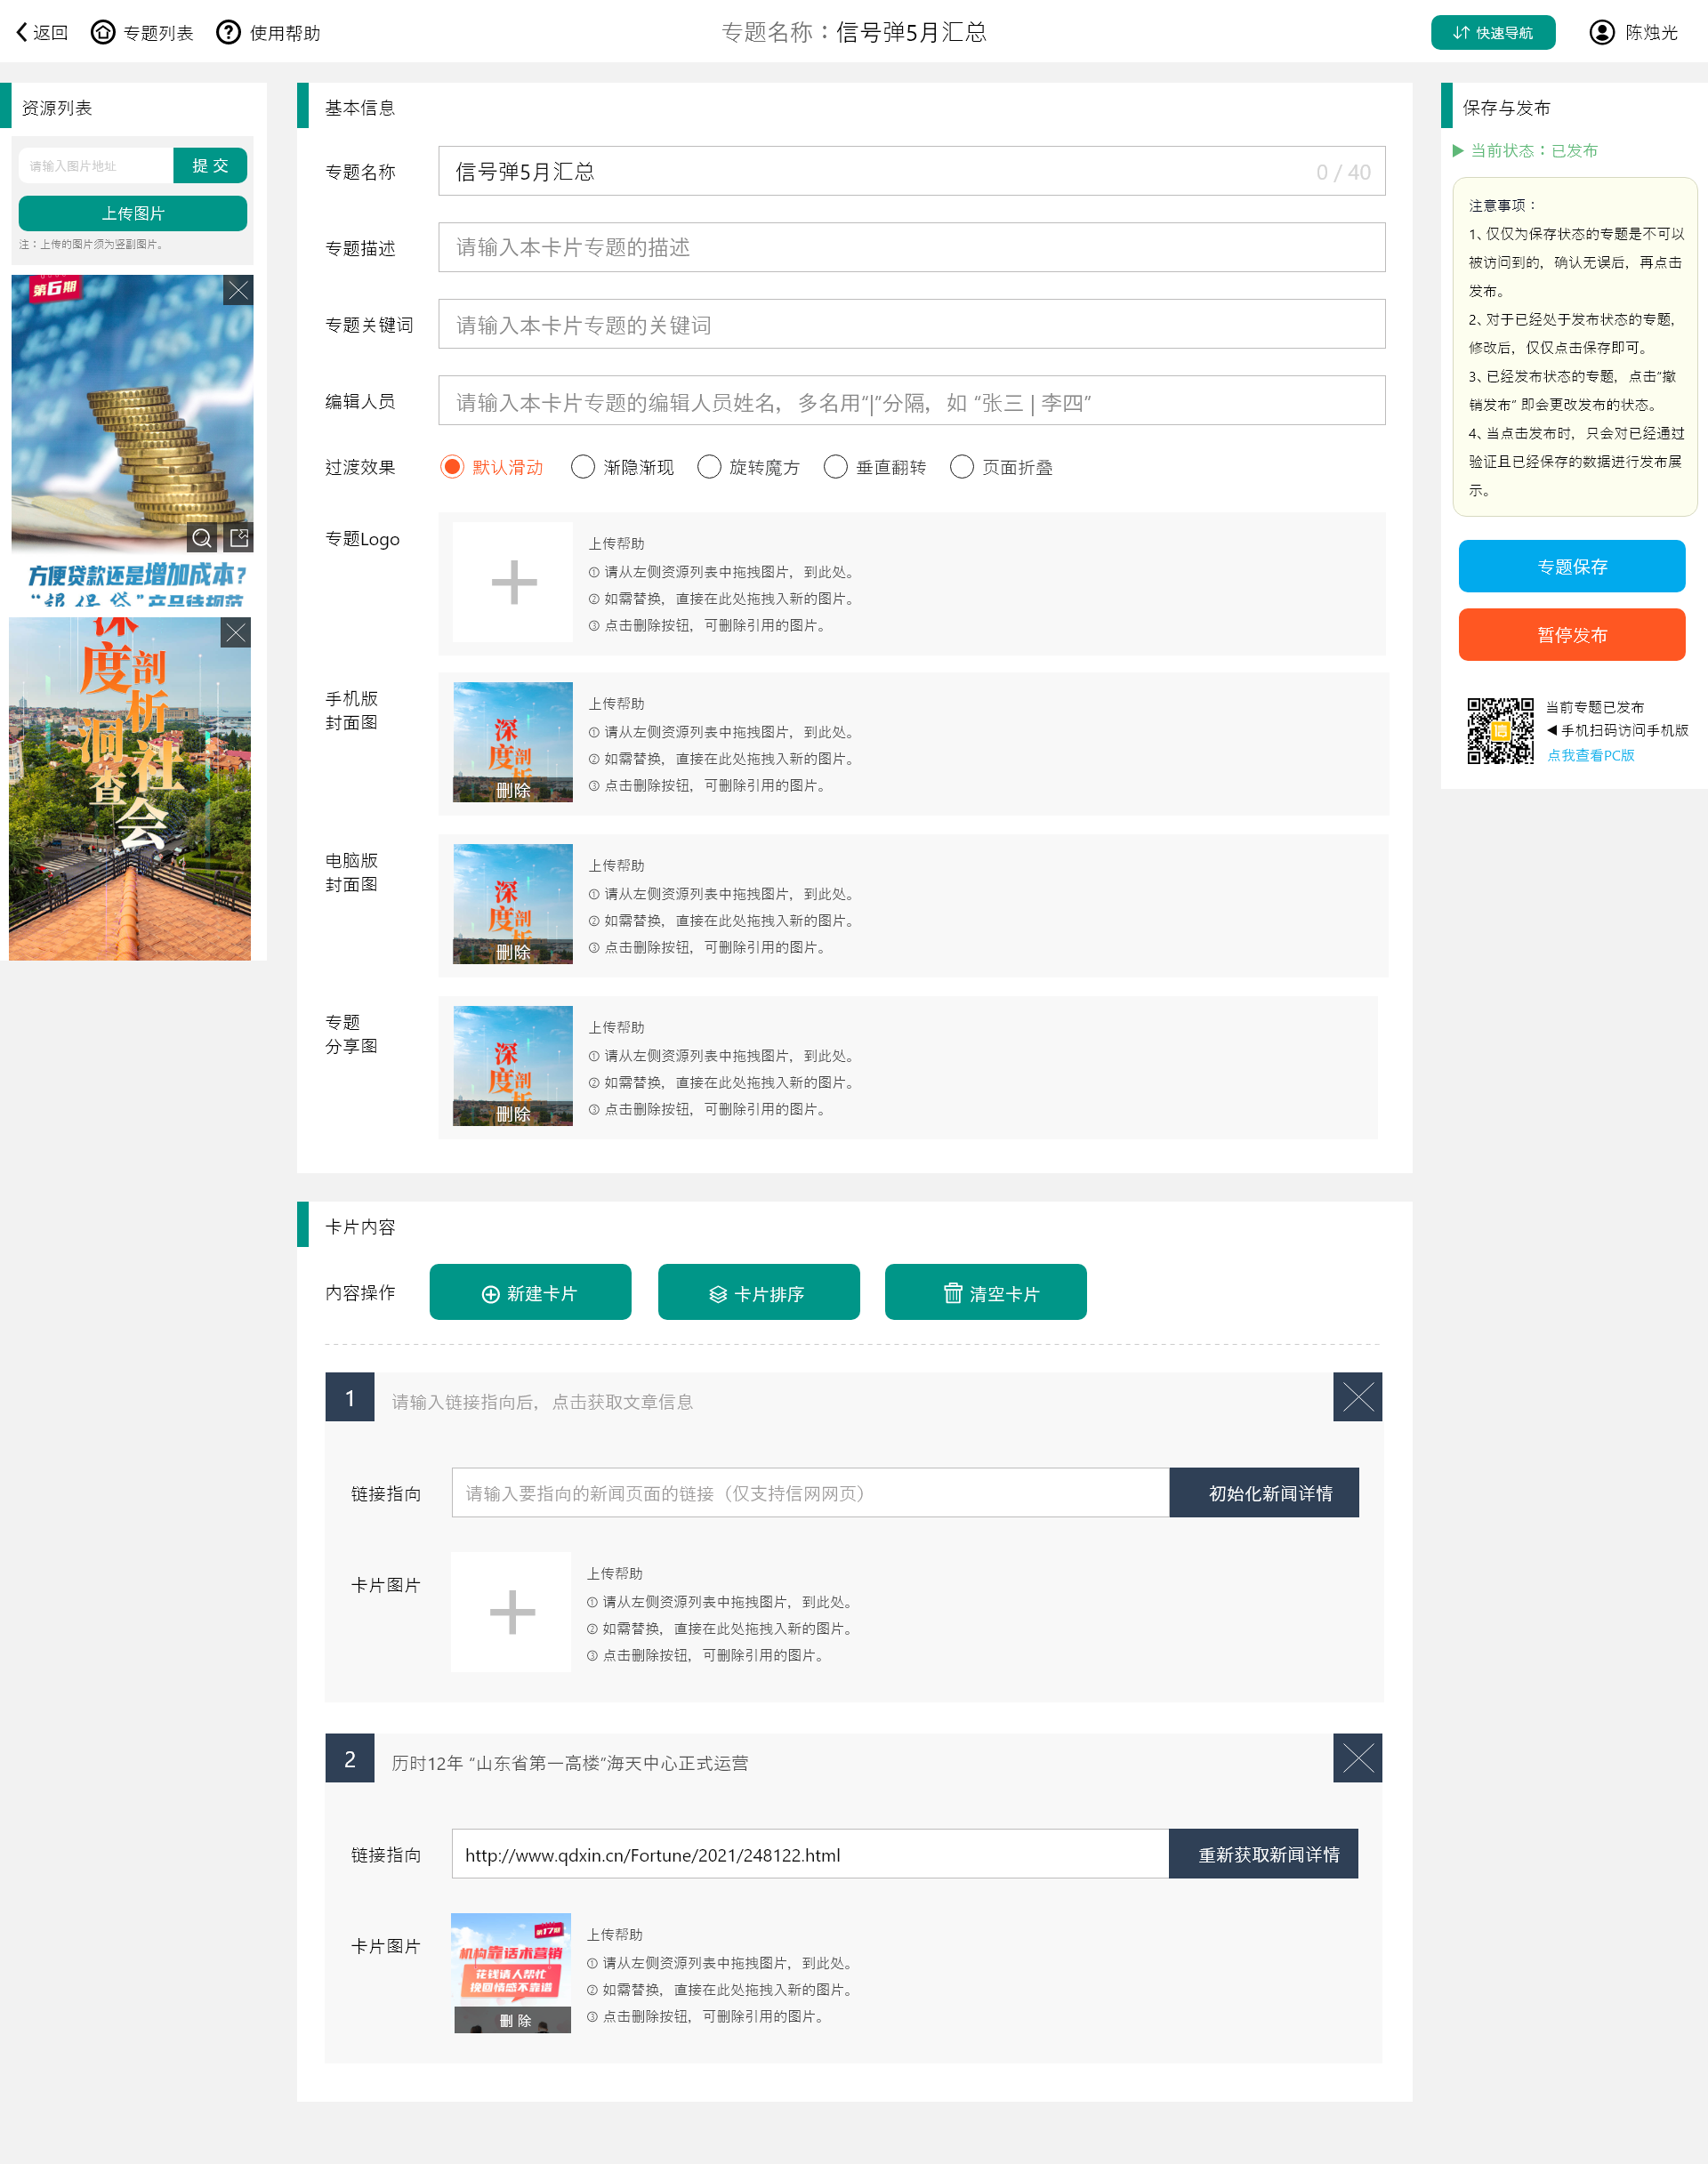 返回 专题列表 使用帮助
专题名称：信号弹5月汇总
快速导航 陈烛光
资源列表
请输入图片地址 提 交
上传图片
注：上传的图片须为竖副图片。
第6期
方便贷款还是增加成本?
“银保贷”产品待规范
深度剖析
洞查社会
基本信息
专题名称 信号弹5月汇总 0 / 40
专题描述 请输入本卡片专题的描述
专题关键词 请输入本卡片专题的关键词
编辑人员 请输入本卡片专题的编辑人员姓名，多名用“|”分隔，如 “张三 | 李四”
过渡效果 默认滑动 渐隐渐现 旋转魔方 垂直翻转 页面折叠
专题Logo
上传帮助
① 请从左侧资源列表中拖拽图片，到此处。
② 如需替换，直接在此处拖拽入新的图片。
③ 点击删除按钮，可删除引用的图片。
手机版
封面图
深
度剖析
删除
上传帮助
① 请从左侧资源列表中拖拽图片，到此处。
② 如需替换，直接在此处拖拽入新的图片。
③ 点击删除按钮，可删除引用的图片。
电脑版
封面图
深
度剖析
删除
上传帮助
① 请从左侧资源列表中拖拽图片，到此处。
② 如需替换，直接在此处拖拽入新的图片。
③ 点击删除按钮，可删除引用的图片。
专题
分享图
深
度剖析
删除
上传帮助
① 请从左侧资源列表中拖拽图片，到此处。
② 如需替换，直接在此处拖拽入新的图片。
③ 点击删除按钮，可删除引用的图片。
卡片内容
内容操作 新建卡片 卡片排序 清空卡片
1 请输入链接指向后，点击获取文章信息
链接指向 请输入要指向的新闻页面的链接（仅支持信网网页） 初始化新闻详情
卡片图片
上传帮助
① 请从左侧资源列表中拖拽图片，到此处。
② 如需替换，直接在此处拖拽入新的图片。
③ 点击删除按钮，可删除引用的图片。
2 历时12年 “山东省第一高楼”海天中心正式运营
链接指向 http://www.qdxin.cn/Fortune/2021/248122.html 重新获取新闻详情
卡片图片
第17期
机构靠话术营销
花钱请人帮忙
挽回情感不靠谱
删 除
上传帮助
① 请从左侧资源列表中拖拽图片，到此处。
② 如需替换，直接在此处拖拽入新的图片。
③ 点击删除按钮，可删除引用的图片。
保存与发布
当前状态：已发布
注意事项：
1、仅仅为保存状态的专题是不可以
被访问到的，确认无误后，再点击
发布。
2、对于已经处于发布状态的专题，
修改后，仅仅点击保存即可。
3、已经发布状态的专题，点击“撤
销发布“ 即会更改发布的状态。
4、当点击发布时，只会对已经通过
验证且已经保存的数据进行发布展
示。
专题保存
暂停发布
信
当前专题已发布
手机扫码访问手机版
点我查看PC版